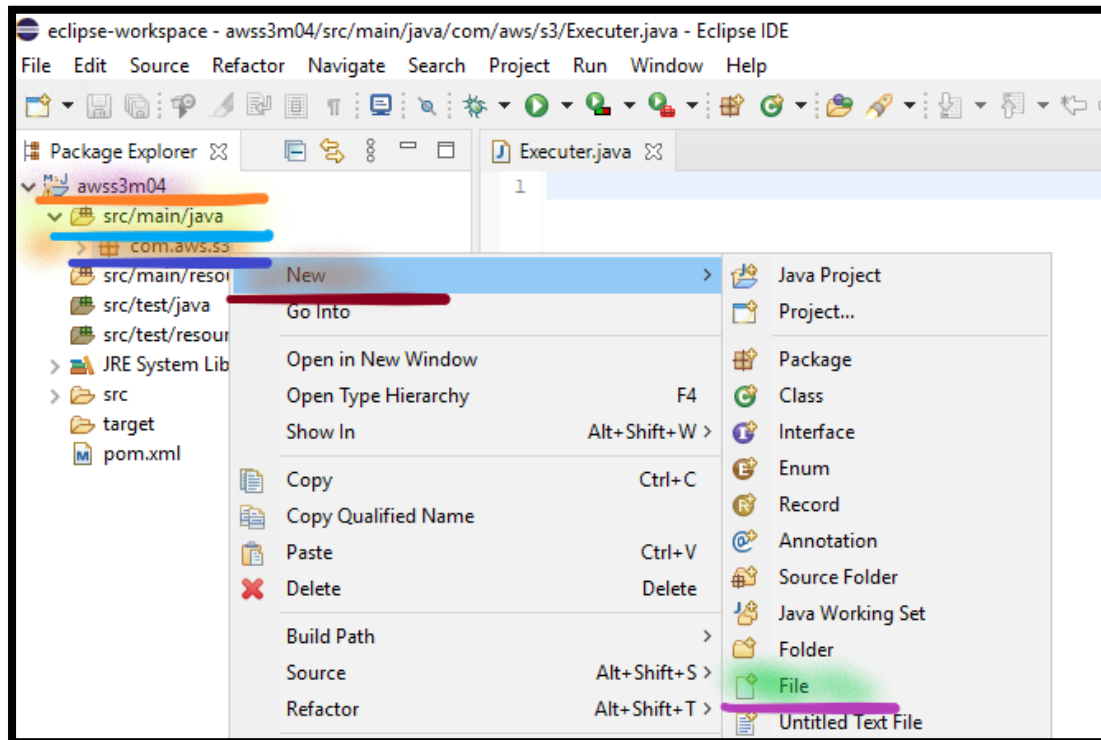 eclipse-workspace - awss3m04/src/main/java/com/aws/s3/Executer.java - Eclipse IDE
File Edit Source Refactor Navigate Search Project Run Window Help
Package Explorer
Executer.java
awss3m04
src/main/java
com.aws.s3
src/main/resou
src/test/java
src/test/resour
JRE System Lib
src
target
pom.xml
1
New
Go Into
Open in New Window
Open Type Hierarchy F4
Show In Alt+Shift+W >
Copy Ctrl+C
Copy Qualified Name
Paste Ctrl+V
Delete Delete
Build Path
Source Alt+Shift+S >
Refactor Alt+Shift+T >
Java Project
Project...
Package
Class
Interface
Enum
Record
Annotation
Source Folder
Java Working Set
Folder
File
Untitled Text File